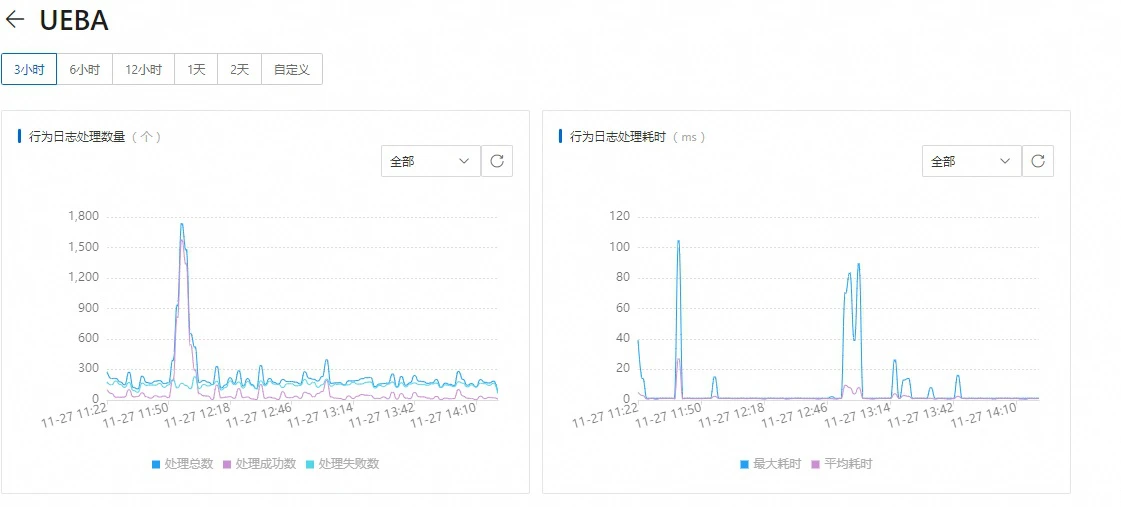 UEBA
3小时 6小时 12小时 1天 2天 自定义
行为日志处理数量（个）
全部
1,800
1,500
1,200
900
600
300
0
11-27 11:22 11-27 11:50 11-27 12:18 11-27 12:46 11-27 13:14 11-27 13:42 11-27 14:10
处理总数 处理成功数 处理失败数
行为日志处理耗时（ms）
全部
120
100
80
60
40
20
0
11-27 11:22 11-27 11:50 11-27 12:18 11-27 12:46 11-27 13:14 11-27 13:42 11-27 14:10
最大耗时 平均耗时